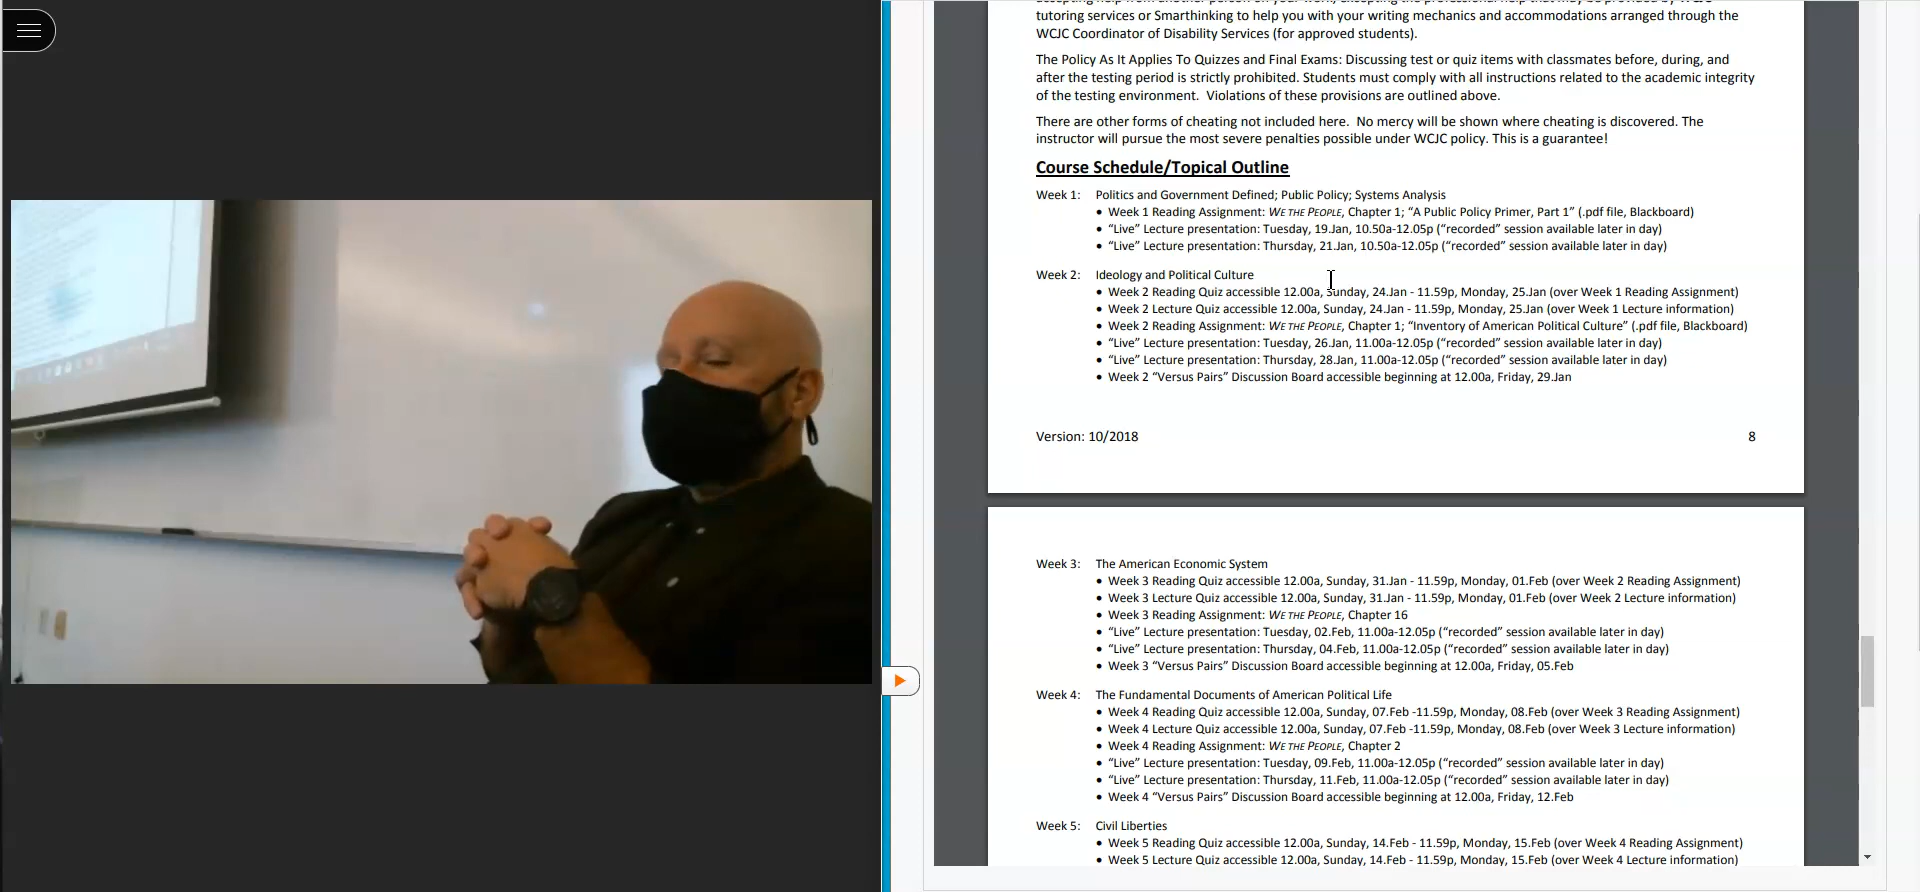 tutoring services or Smarthinking to help you with your writing mechanics and accommodations arranged through the
WCJC Coordinator of Disability Services (for approved students).
The Policy As It Applies To Quizzes and Final Exams: Discussing test or quiz items with classmates before, during, and
after the testing period is strictly prohibited. Students must comply with all instructions related to the academic integrity
of the testing environment.  Violations of these provisions are outlined above.
There are other forms of cheating not included here.  No mercy will be shown where cheating is discovered. The
instructor will pursue the most severe penalties possible under WCJC policy. This is a guarantee!
Course Schedule/Topical Outline
Week 1: Politics and Government Defined; Public Policy; Systems Analysis
• Week 1 Reading Assignment: WE THE PEOPLE, Chapter 1; “A Public Policy Primer, Part 1” (.pdf file, Blackboard)
• “Live” Lecture presentation: Tuesday, 19.Jan, 10.50a-12.05p (“recorded” session available later in day)
• “Live” Lecture presentation: Thursday, 21.Jan, 10.50a-12.05p (“recorded” session available later in day)
Week 2: Ideology and Political Culture
• Week 2 Reading Quiz accessible 12.00a, Sunday, 24.Jan - 11.59p, Monday, 25.Jan (over Week 1 Reading Assignment)
• Week 2 Lecture Quiz accessible 12.00a, Sunday, 24.Jan - 11.59p, Monday, 25.Jan (over Week 1 Lecture information)
• Week 2 Reading Assignment: WE THE PEOPLE, Chapter 1; “Inventory of American Political Culture” (.pdf file, Blackboard)
• “Live” Lecture presentation: Tuesday, 26.Jan, 11.00a-12.05p (“recorded” session available later in day)
• “Live” Lecture presentation: Thursday, 28.Jan, 11.00a-12.05p (“recorded” session available later in day)
• Week 2 “Versus Pairs” Discussion Board accessible beginning at 12.00a, Friday, 29.Jan
Version: 10/2018 8
Week 3: The American Economic System
• Week 3 Reading Quiz accessible 12.00a, Sunday, 31.Jan - 11.59p, Monday, 01.Feb (over Week 2 Reading Assignment)
• Week 3 Lecture Quiz accessible 12.00a, Sunday, 31.Jan - 11.59p, Monday, 01.Feb (over Week 2 Lecture information)
• Week 3 Reading Assignment: WE THE PEOPLE, Chapter 16
• “Live” Lecture presentation: Tuesday, 02.Feb, 11.00a-12.05p (“recorded” session available later in day)
• “Live” Lecture presentation: Thursday, 04.Feb, 11.00a-12.05p (“recorded” session available later in day)
• Week 3 “Versus Pairs” Discussion Board accessible beginning at 12.00a, Friday, 05.Feb
Week 4: The Fundamental Documents of American Political Life
• Week 4 Reading Quiz accessible 12.00a, Sunday, 07.Feb -11.59p, Monday, 08.Feb (over Week 3 Reading Assignment)
• Week 4 Lecture Quiz accessible 12.00a, Sunday, 07.Feb -11.59p, Monday, 08.Feb (over Week 3 Lecture information)
• Week 4 Reading Assignment: WE THE PEOPLE, Chapter 2
• “Live” Lecture presentation: Tuesday, 09.Feb, 11.00a-12.05p (“recorded” session available later in day)
• “Live” Lecture presentation: Thursday, 11.Feb, 11.00a-12.05p (“recorded” session available later in day)
• Week 4 “Versus Pairs” Discussion Board accessible beginning at 12.00a, Friday, 12.Feb
Week 5: Civil Liberties
• Week 5 Reading Quiz accessible 12.00a, Sunday, 14.Feb - 11.59p, Monday, 15.Feb (over Week 4 Reading Assignment)
• Week 5 Lecture Quiz accessible 12.00a, Sunday, 14.Feb - 11.59p, Monday, 15.Feb (over Week 4 Lecture information)